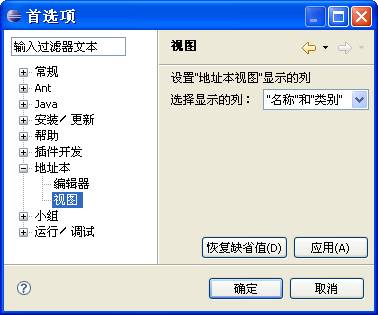 首选项
输入过滤器文本
常规
Ant
Java
安装/更新
帮助
插件开发
地址本
编辑器
视图
小组
运行/调试
视图
设置"地址本视图"显示的列
选择显示的列： "名称"和"类别"
恢复缺省值(D) 应用(A)
? 确定 取消